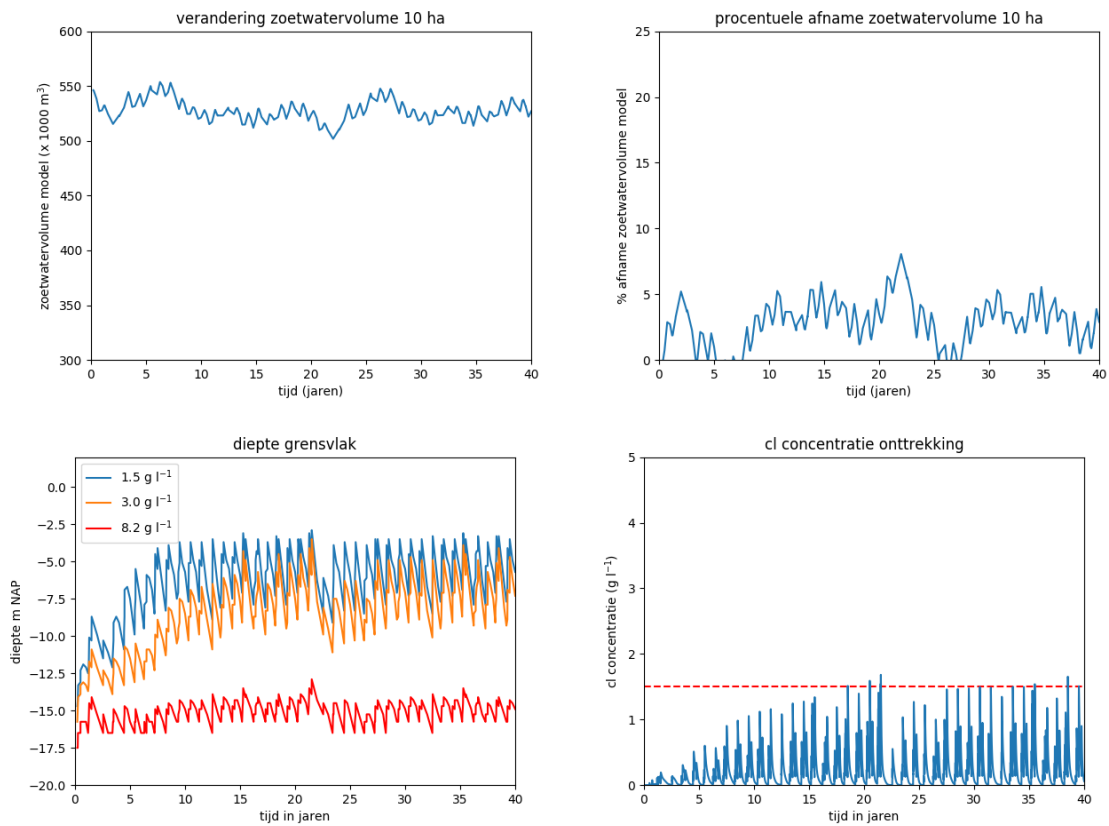 verandering zoetwatervolume 10 ha
zoetwatervolume model (x 1000 m³)
600
550
500
450
400
350
300
0 5 10 15 20 25 30 35 40
tijd (jaren)
procentuele afname zoetwatervolume 10 ha
% afname zoetwatervolume model
25
20
15
10
5
0
0 5 10 15 20 25 30 35 40
tijd (jaren)
diepte grensvlak
diepte m NAP
0.0
−2.5
−5.0
−7.5
−10.0
−12.5
−15.0
−17.5
−20.0
1.5 g l⁻¹
3.0 g l⁻¹
8.2 g l⁻¹
0 5 10 15 20 25 30 35 40
tijd in jaren
cl concentratie onttrekking
cl concentratie (g l⁻¹)
5
4
3
2
1
0
0 5 10 15 20 25 30 35 40
tijd in jaren